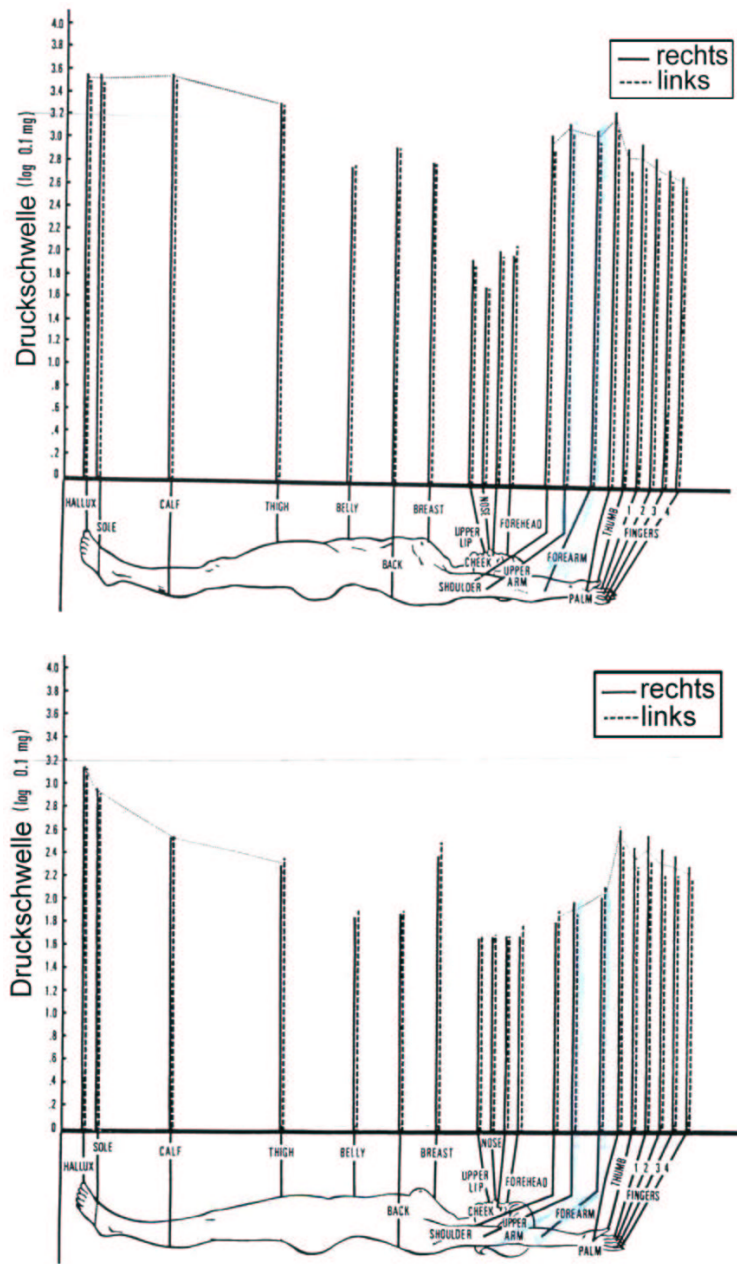 4.0
3.8
3.6
3.4
3.2
3.0
2.8
2.6
2.4
2.2
2.0
1.8
1.6
1.4
1.2
1.0
.8
.6
.4
.2
0
Druckschwelle (log 0.1 mg)
rechts
links
HALLUX
SOLE
CALF
THIGH
BELLY
BACK
BREAST
UPPER
LIP
NOSE
CHEEK
FOREHEAD
SHOULDER
UPPER
ARM
FOREARM
PALM
THUMB
1 2 3 4
FINGERS
4.0
3.8
3.6
3.4
3.2
3.0
2.8
2.6
2.4
2.2
2.0
1.8
1.6
1.4
1.2
1.0
.8
.6
.4
.2
0
Druckschwelle (log 0.1 mg)
rechts
links
HALLUX
SOLE
CALF
THIGH
BELLY
BACK
BREAST
UPPER
LIP
NOSE
CHEEK
FOREHEAD
SHOULDER
UPPER
ARM
FOREARM
PALM
THUMB
1 2 3 4
FINGERS